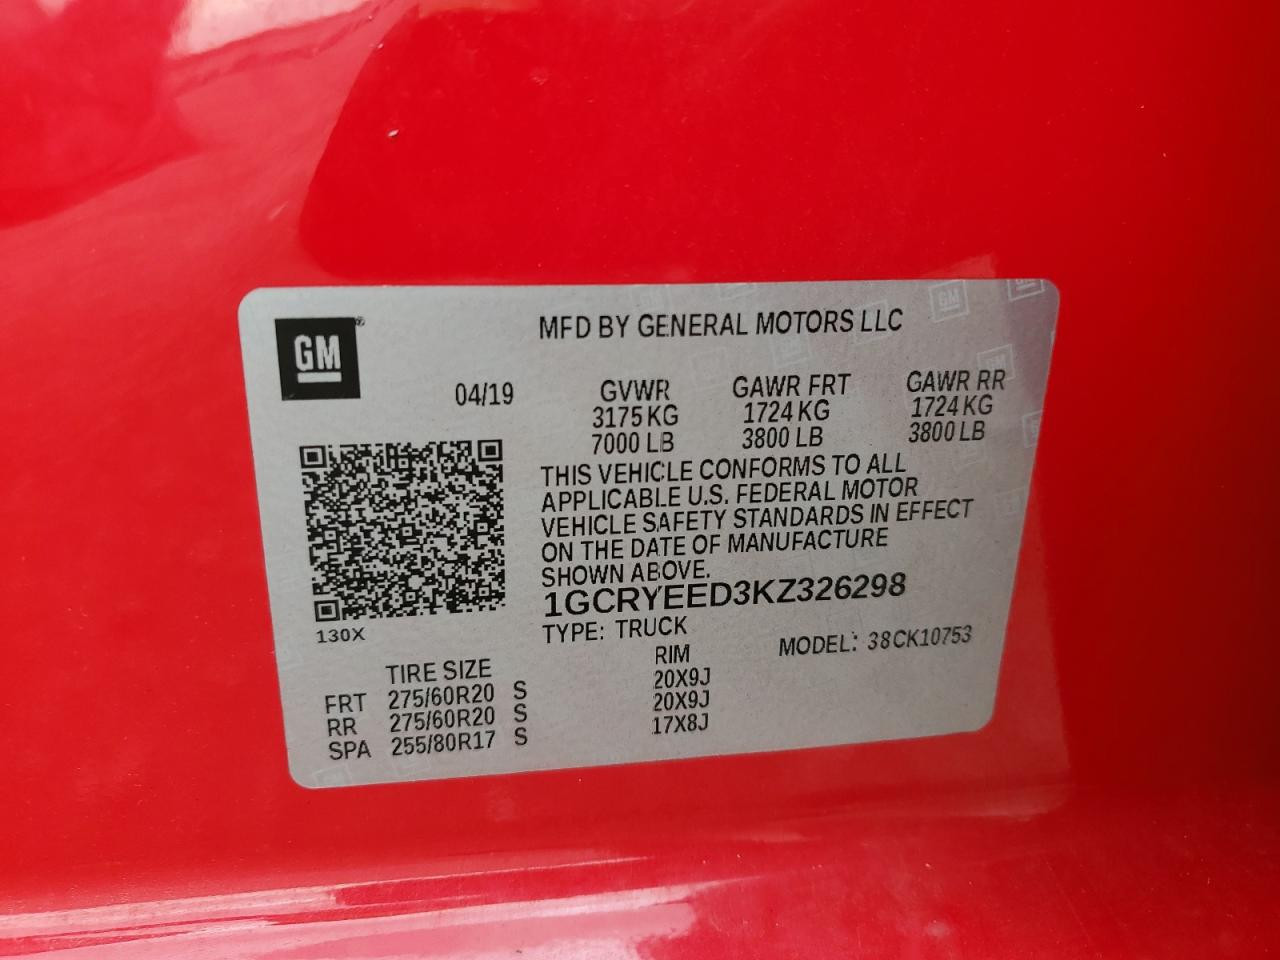 GM
MFD BY GENERAL MOTORS LLC
04/19 GVWR GAWR FRT GAWR RR
3175 KG 1724 KG 1724 KG
7000 LB 3800 LB 3800 LB
THIS VEHICLE CONFORMS TO ALL
APPLICABLE U.S. FEDERAL MOTOR
VEHICLE SAFETY STANDARDS IN EFFECT
ON THE DATE OF MANUFACTURE
SHOWN ABOVE.
1GCRYEED3KZ326298
130X
TYPE: TRUCK MODEL: 38CK10753
TIRE SIZE RIM
FRT 275/60R20 S 20X9J
RR 275/60R20 S 20X9J
SPA 255/80R17 S 17X8J